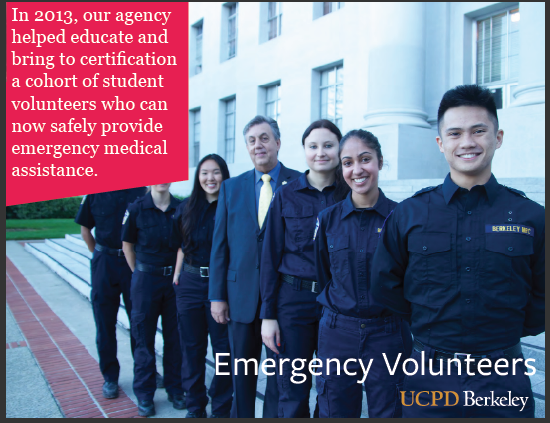 In 2013, our agency
helped educate and
bring to certification
a cohort of student
volunteers who can
now safely provide
emergency medical
assistance.
Emergency Volunteers
UCPD Berkeley